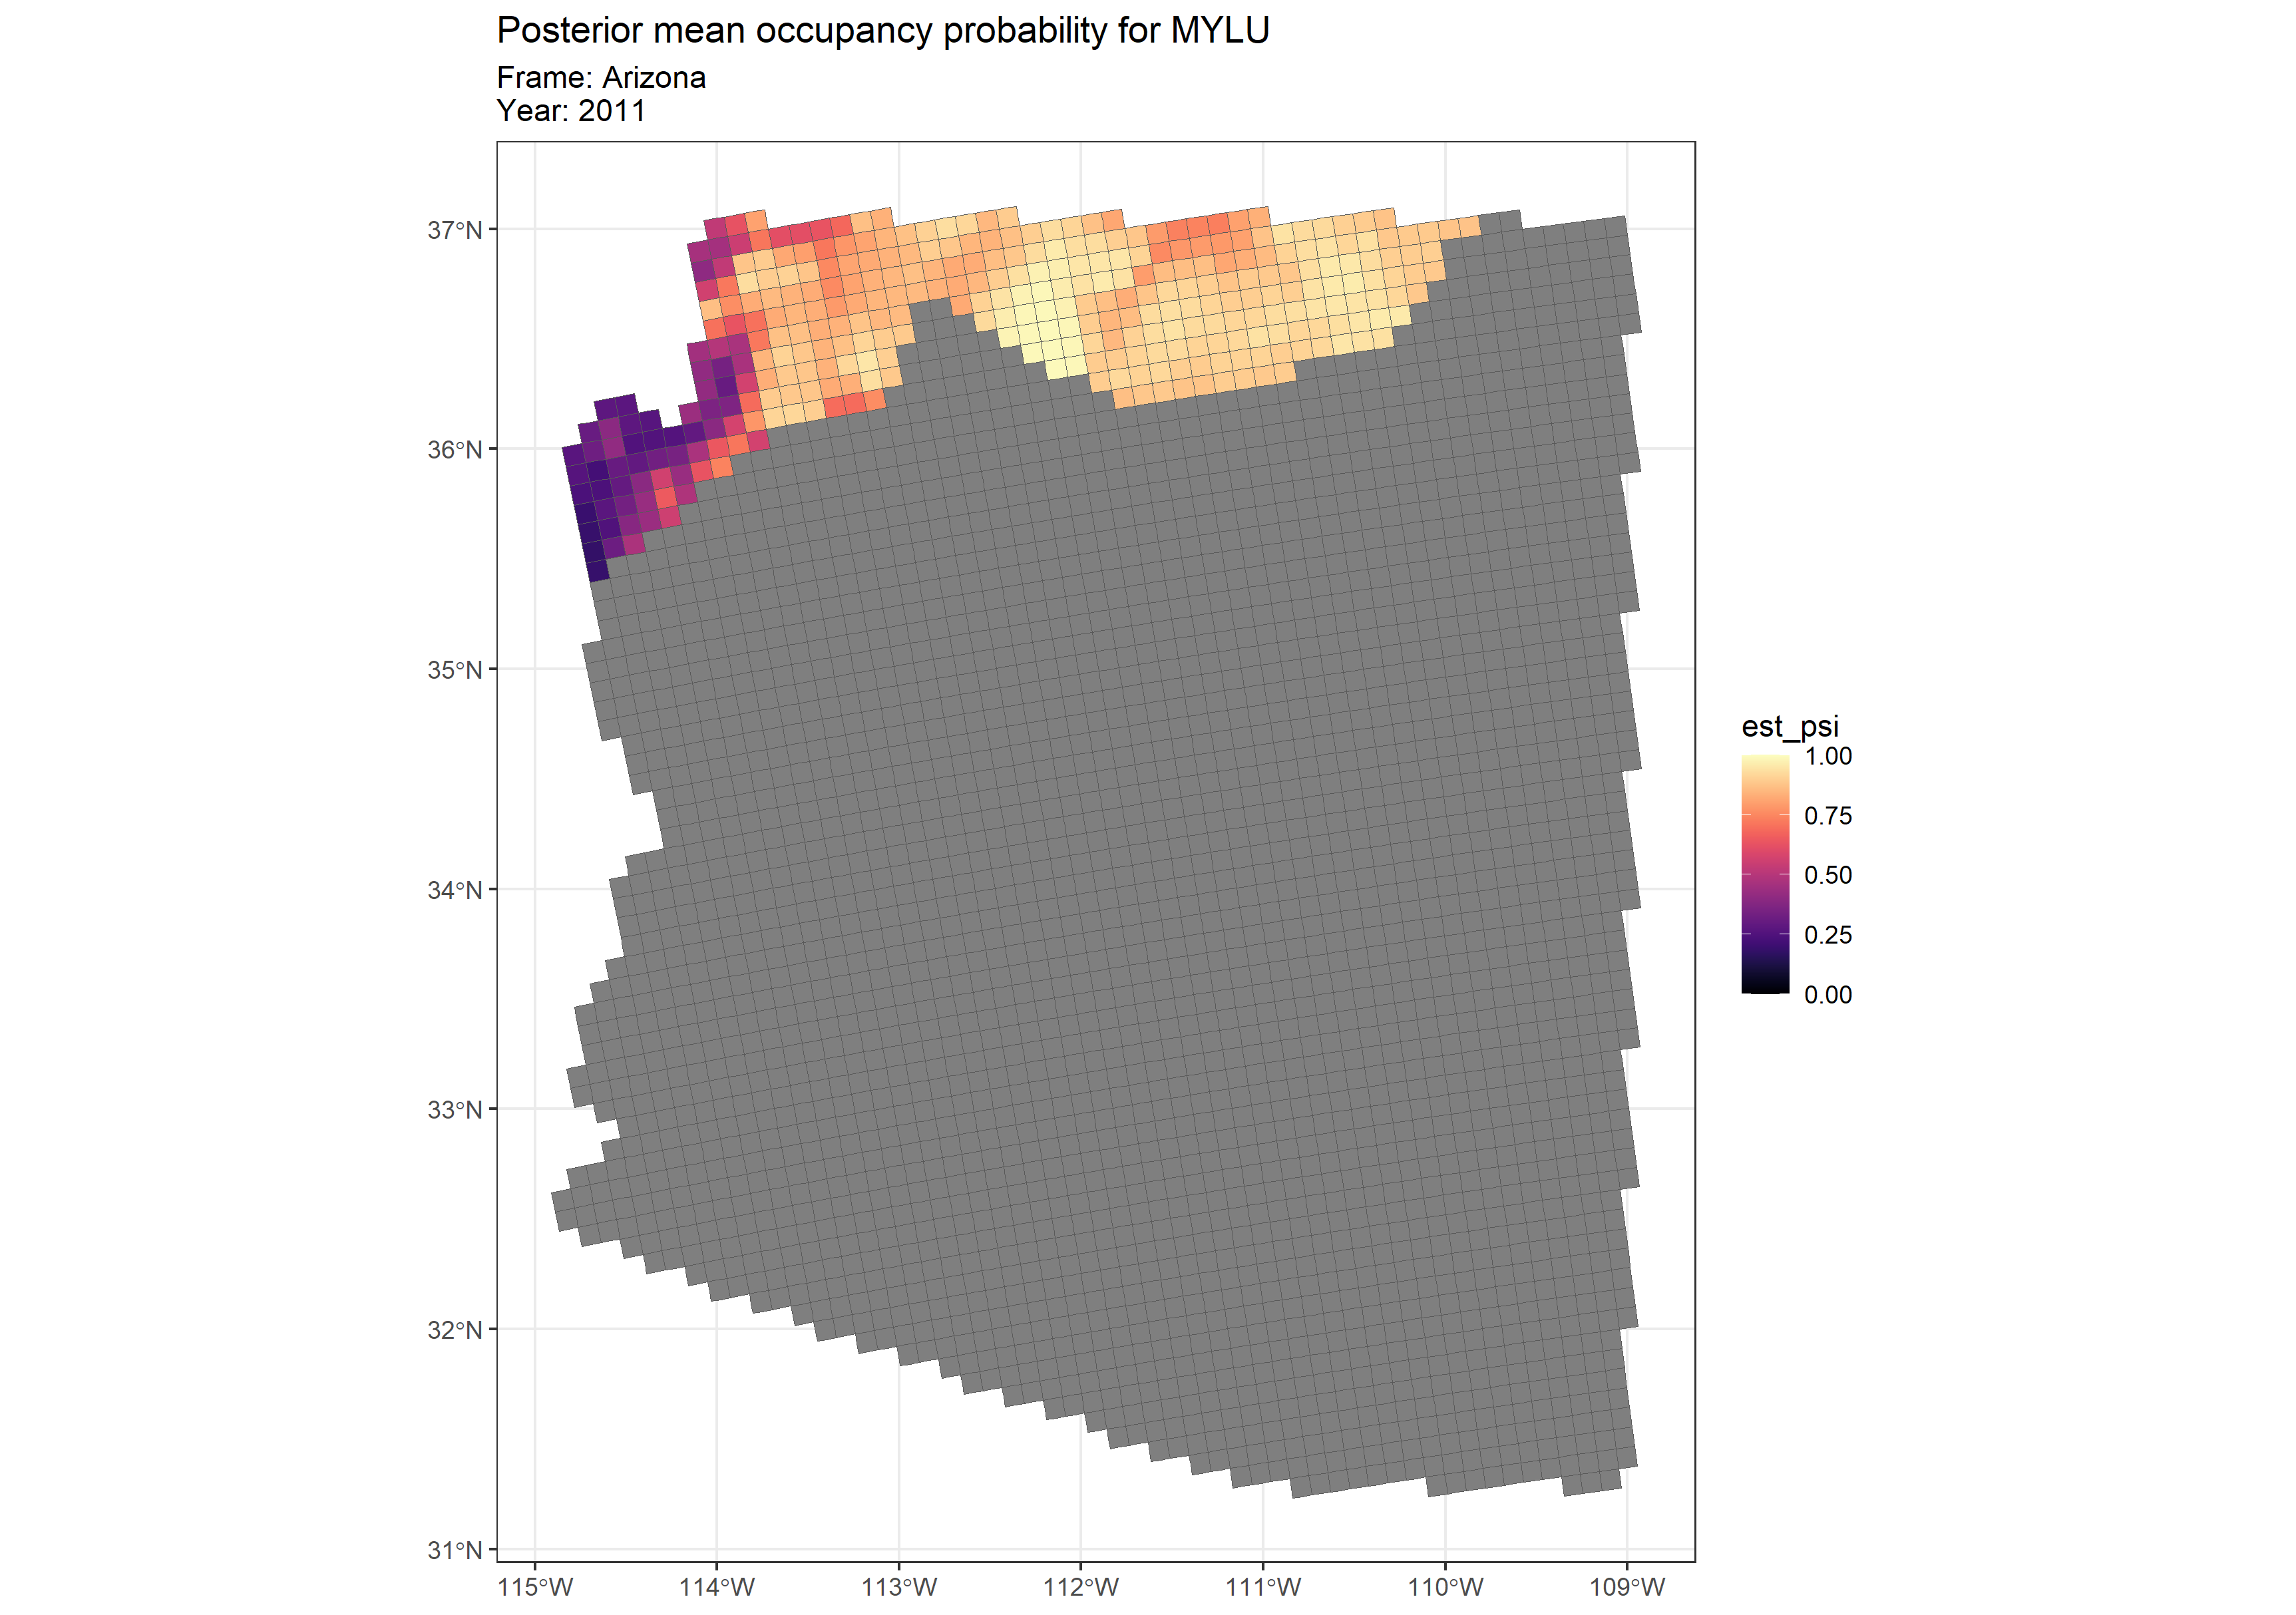 Posterior mean occupancy probability for MYLU
Frame: Arizona
Year: 2011
37°N
36°N
35°N
34°N
33°N
32°N
31°N
115°W
114°W
113°W
112°W
111°W
110°W
109°W
est_psi
1.00
0.75
0.50
0.25
0.00